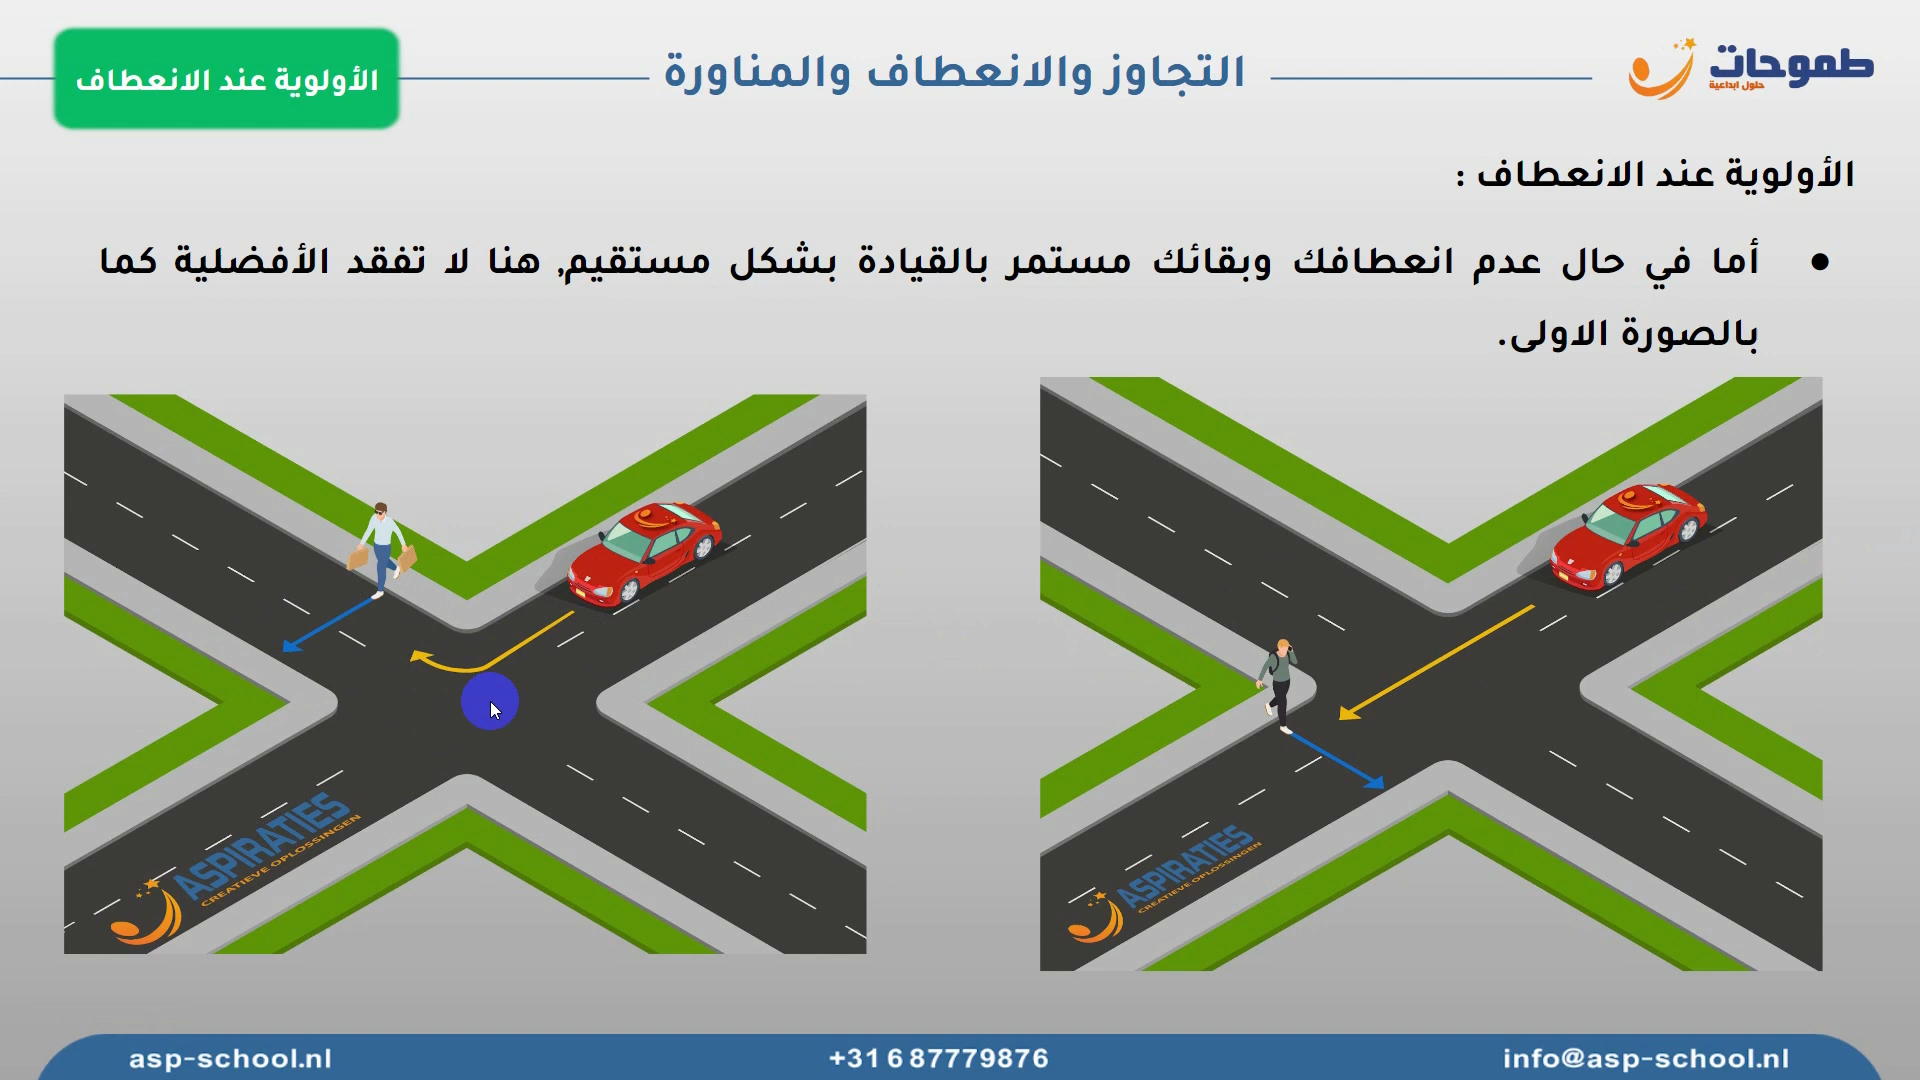 طموحات
حلول ابداعية
التجاوز والانعطاف والمناورة
الأولوية عند الانعطاف
الأولوية عند الانعطاف :
● أما في حال عدم انعطافك وبقائك مستمر بالقيادة بشكل مستقيم, هنا لا تفقد الأفضلية كما
بالصورة الاولى.
ASPIRATIES
CREATIEVE OPLOSSINGEN
ASPIRATIES
CREATIEVE OPLOSSINGEN
asp-school.nl
+31 6 87779876
info@asp-school.nl